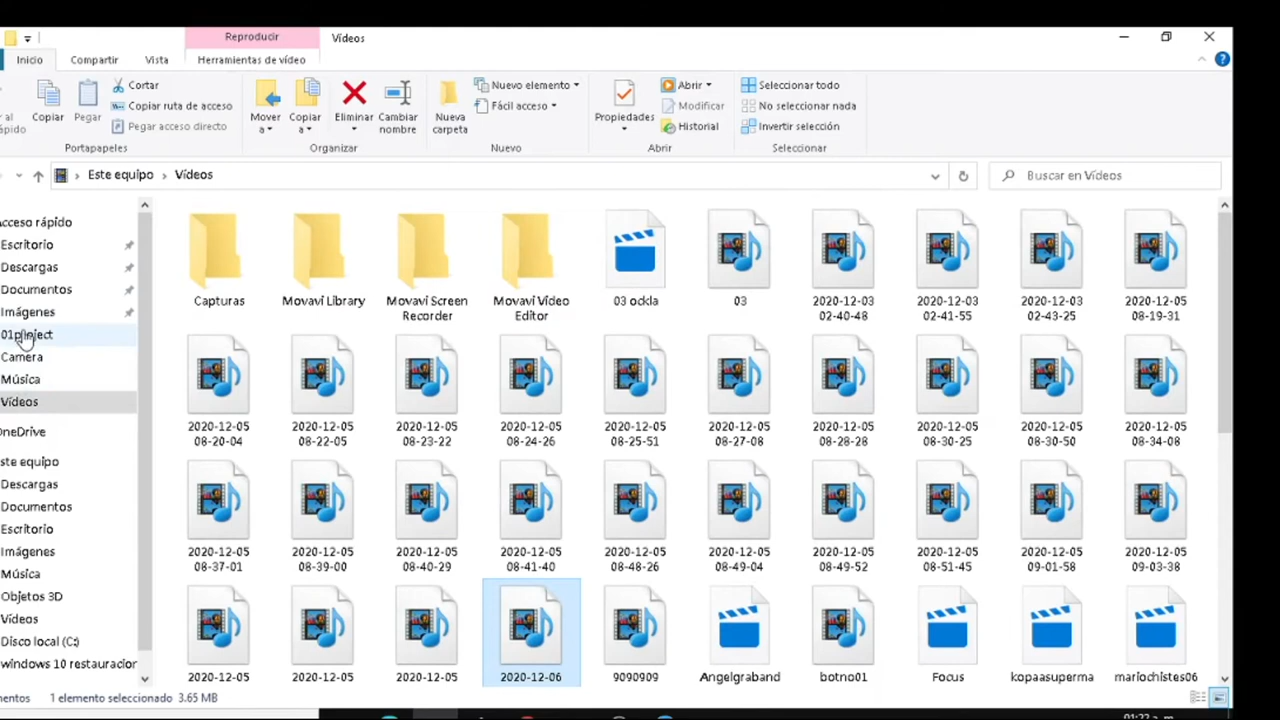 Reproducir
Vídeos
Inicio
Compartir
Vista
Herramientas de vídeo
Copiar
Pegar
Cortar
Copiar ruta de acceso
Pegar acceso directo
Portapapeles
Mover a
Copiar a
Eliminar
Cambiar nombre
Organizar
Nueva carpeta
Nuevo elemento
Fácil acceso
Nuevo
Propiedades
Abrir
Modificar
Historial
Abrir
Seleccionar todo
No seleccionar nada
Invertir selección
Seleccionar
Este equipo > Vídeos
Buscar en Vídeos
Acceso rápido
Escritorio
Descargas
Documentos
Imágenes
Camera
Música
Vídeos
OneDrive
ste equipo
Descargas
Documentos
Escritorio
Imágenes
Música
Objetos 3D
Vídeos
Disco local (C:)
windows 10 restauracior
Capturas
Movavi Library
Movavi Screen
Recorder
Movavi Video
Editor
03 ockla
03
2020-12-03
02-40-48
2020-12-03
02-41-55
2020-12-03
02-43-25
2020-12-05
08-19-31
2020-12-05
08-20-04
2020-12-05
08-22-05
2020-12-05
08-23-22
2020-12-05
08-24-26
2020-12-05
08-25-51
2020-12-05
08-27-08
2020-12-05
08-28-28
2020-12-05
08-30-25
2020-12-05
08-30-50
2020-12-05
08-34-08
2020-12-05
08-37-01
2020-12-05
08-39-00
2020-12-05
08-40-29
2020-12-05
08-41-40
2020-12-05
08-48-26
2020-12-05
08-49-04
2020-12-05
08-49-52
2020-12-05
08-51-45
2020-12-05
09-01-58
2020-12-05
09-03-38
2020-12-05
2020-12-05
2020-12-05
2020-12-06
9090909
Angelgraband
botno01
Focus
kopaasuperma
mariochistes06
mentos
1 elemento seleccionado 3.65 MB